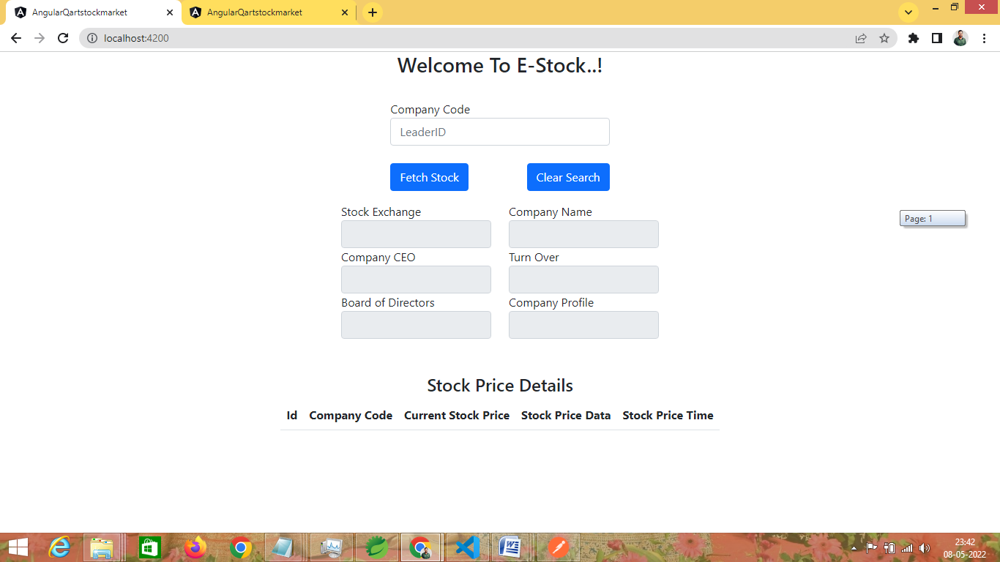 AngularQartstockmarket AngularQartstockmarket
localhost:4200
Welcome To E-Stock..!
Company Code
LeaderID
Fetch Stock Clear Search
Stock Exchange Company Name
Page: 1
Company CEO Turn Over
Board of Directors Company Profile
Stock Price Details
Id Company Code Current Stock Price Stock Price Data Stock Price Time
23:42
08-05-2022